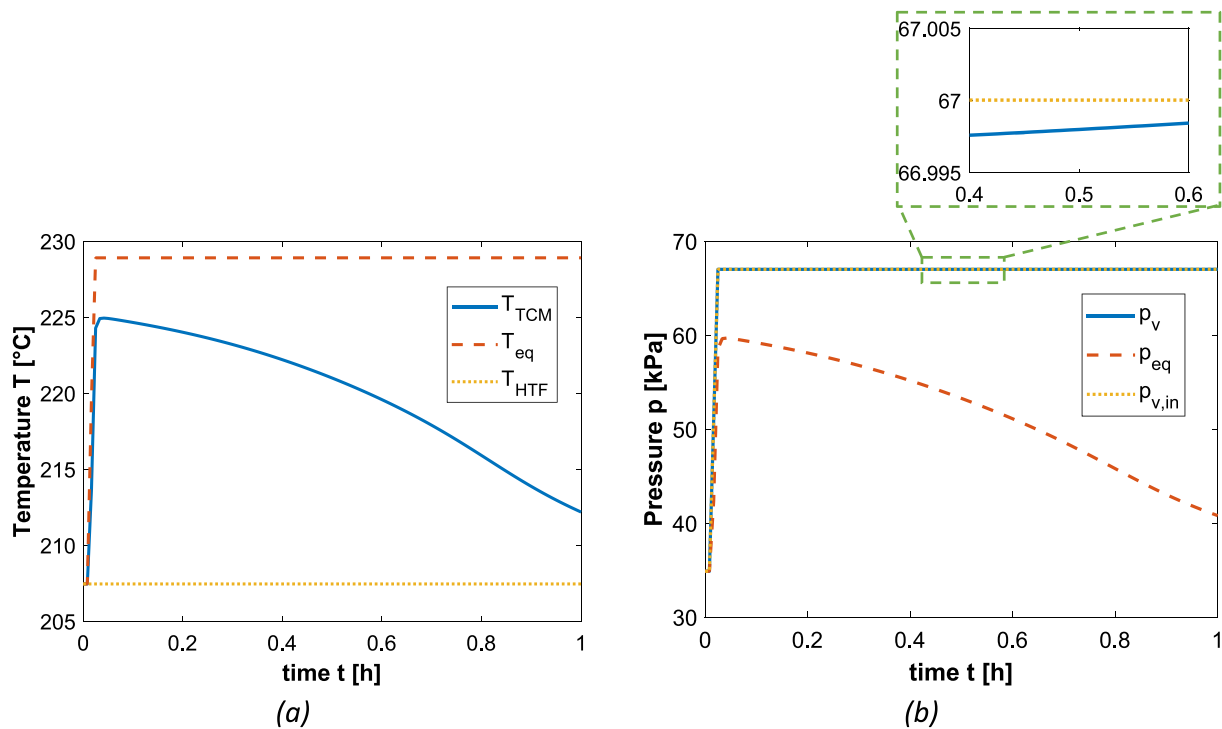 67.005
67
66.995
0.4 0.5 0.6
230
225
220
215
210
205
Temperature T [°C]
T_TCM
T_eq
T_HTF
0 0.2 0.4 0.6 0.8 1
time t [h]
(a)
70
60
50
40
30
Pressure p [kPa]
p_v
p_eq
p_v,in
0 0.2 0.4 0.6 0.8 1
time t [h]
(b)